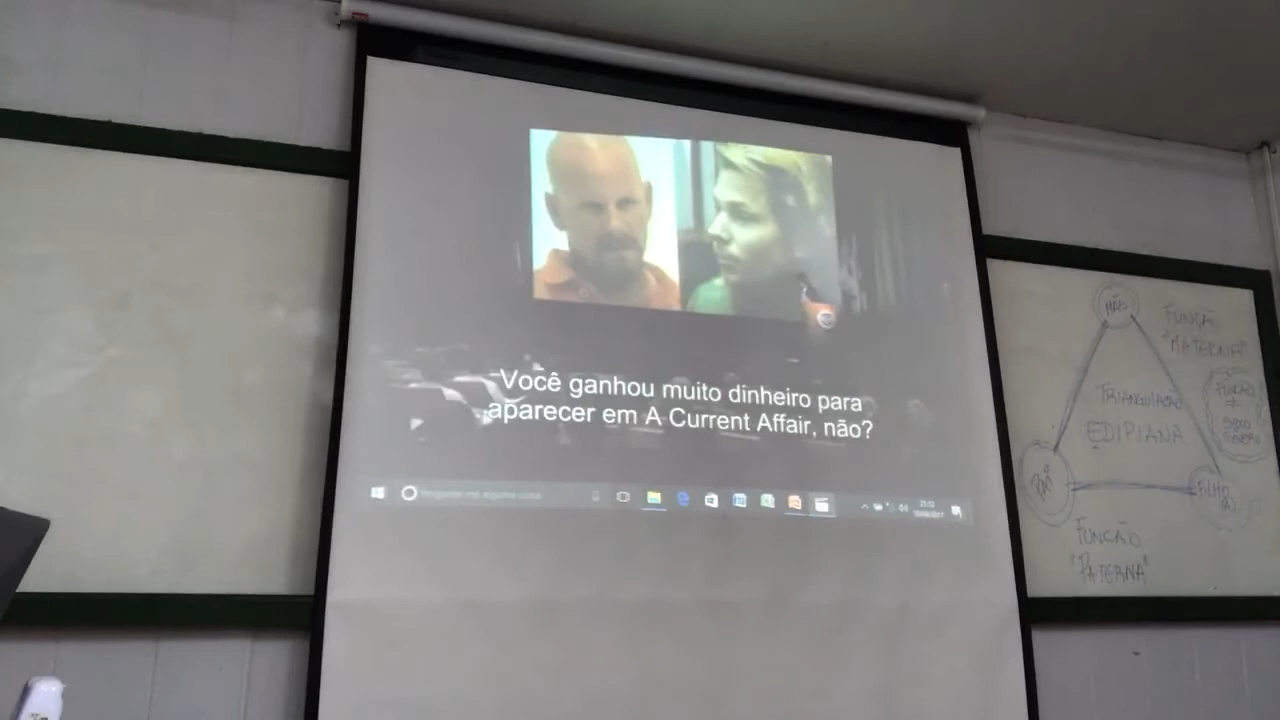 Você ganhou muito dinheiro para
aparecer em A Current Affair, não?
MÃE
FUNÇÃO
"MATERNA"
TRIANGULAÇÃO
EDIPIANA
FUNÇÃO
≠
PAI
FILHO
FUNÇÃO
"PATERNA"